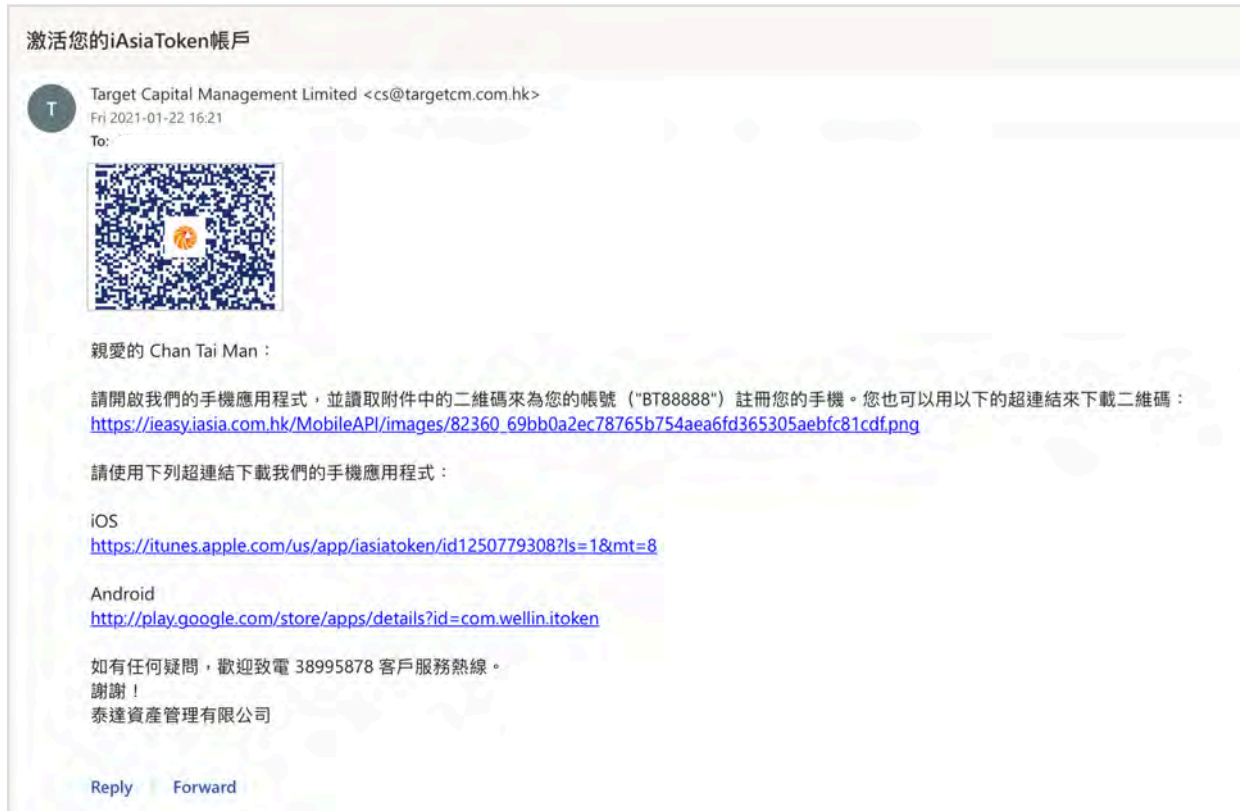 激活您的iAsiaToken帳戶
T
Target Capital Management Limited <cs@targetcm.com.hk>
Fri 2021-01-22 16:21
To:
親愛的 Chan Tai Man：
請開啟我們的手機應用程式，並讀取附件中的二維碼來為您的帳號（"BT88888"）註冊您的手機。您也可以用以下的超連結來下載二維碼：
https://ieasy.iasia.com.hk/MobileAPI/images/82360_69bb0a2ec78765b754aea6fd365305aebfc81cdf.png
請使用下列超連結下載我們的手機應用程式：
iOS
https://itunes.apple.com/us/app/iasiatoken/id1250779308?ls=1&mt=8
Android
http://play.google.com/store/apps/details?id=com.wellin.itoken
如有任何疑問，歡迎致電 38995878 客戶服務熱線。
謝謝！
泰達資產管理有限公司
Reply Forward